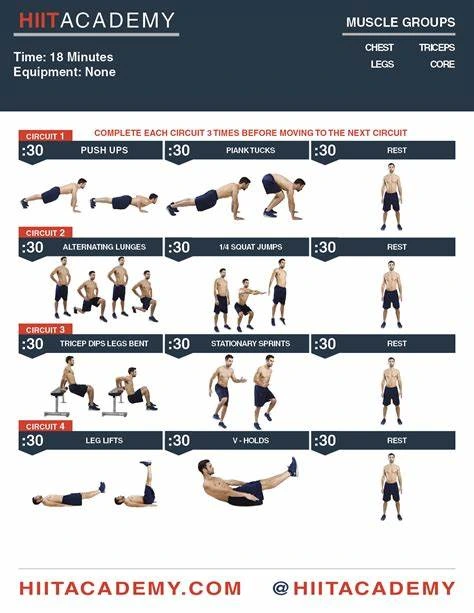 HIITACADEMY
MUSCLE GROUPS
Time: 18 Minutes
Equipment: None
CHEST TRICEPS
LEGS CORE
CIRCUIT 1 COMPLETE EACH CIRCUIT 3 TIMES BEFORE MOVING TO THE NEXT CIRCUIT
:30 PUSH UPS :30 PIANKTUCKS :30 REST
CIRCUIT 2
:30 ALTERNATING LUNGES :30 1/4 SQUAT JUMPS :30 REST
CIRCUIT 3
:30 TRICEP DIPS LEGS BENT :30 STATIONARY SPRINTS :30 REST
CIRCUIT 4
:30 LEG LIFTS :30 V - HOLDS :30 REST
HIITACADEMY.COM @HIITACADEMY